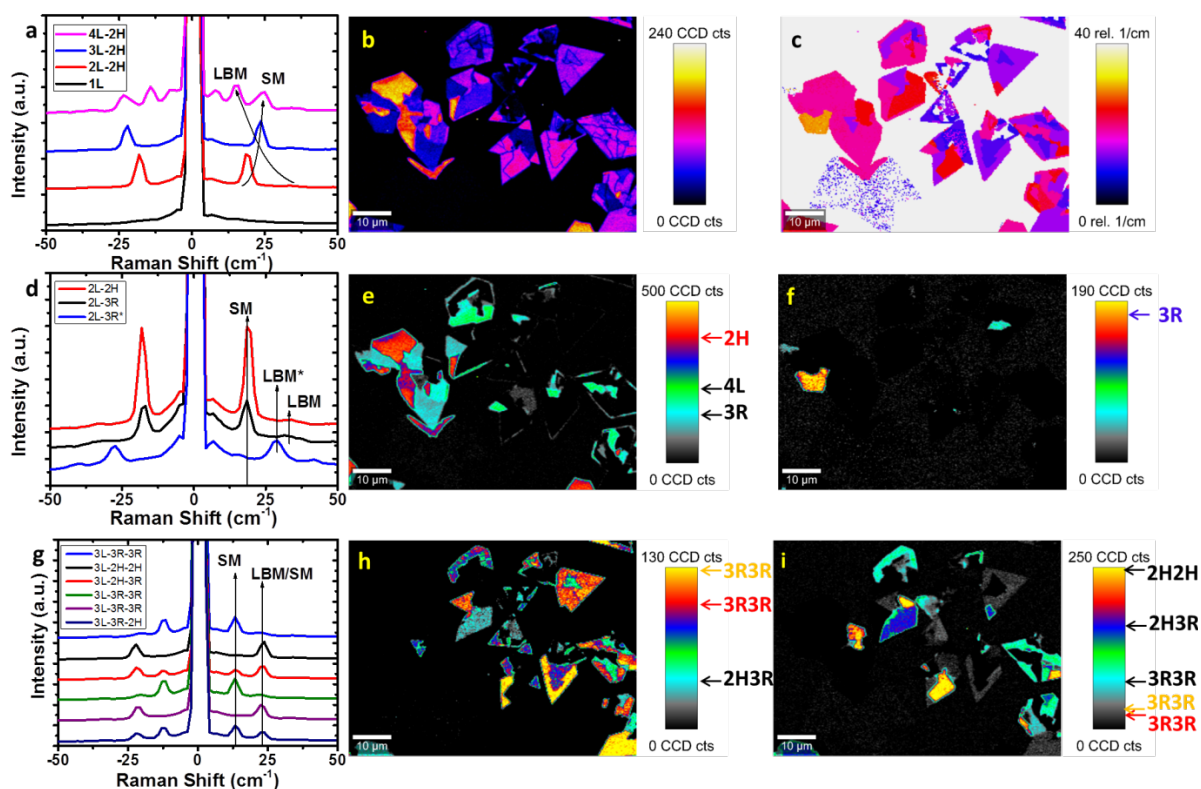 a
4L-2H
3L-2H
2L-2H
1L
LBM
SM
Intensity (a.u.)
-50 -25 0 25 50
Raman Shift (cm-1)
b
10 µm
240 CCD cts
0 CCD cts
c
10 µm
40 rel. 1/cm
0 rel. 1/cm
d
2L-2H
2L-3R
2L-3R*
SM
LBM*
LBM
Intensity (a.u.)
-50 -25 0 25 50
Raman Shift (cm-1)
e
10 µm
500 CCD cts
2H
4L
3R
0 CCD cts
f
10 µm
190 CCD cts
3R
0 CCD cts
g
3L-3R-3R
3L-2H-2H
3L-2H-3R
3L-3R-3R
3L-3R-3R
3L-3R-2H
SM
LBM/SM
Intensity (a.u.)
-50 -25 0 25 50
Raman Shift (cm-1)
h
10 µm
130 CCD cts
3R3R
3R3R
2H3R
0 CCD cts
i
10 µm
250 CCD cts
2H2H
2H3R
3R3R
3R3R
3R3R
0 CCD cts